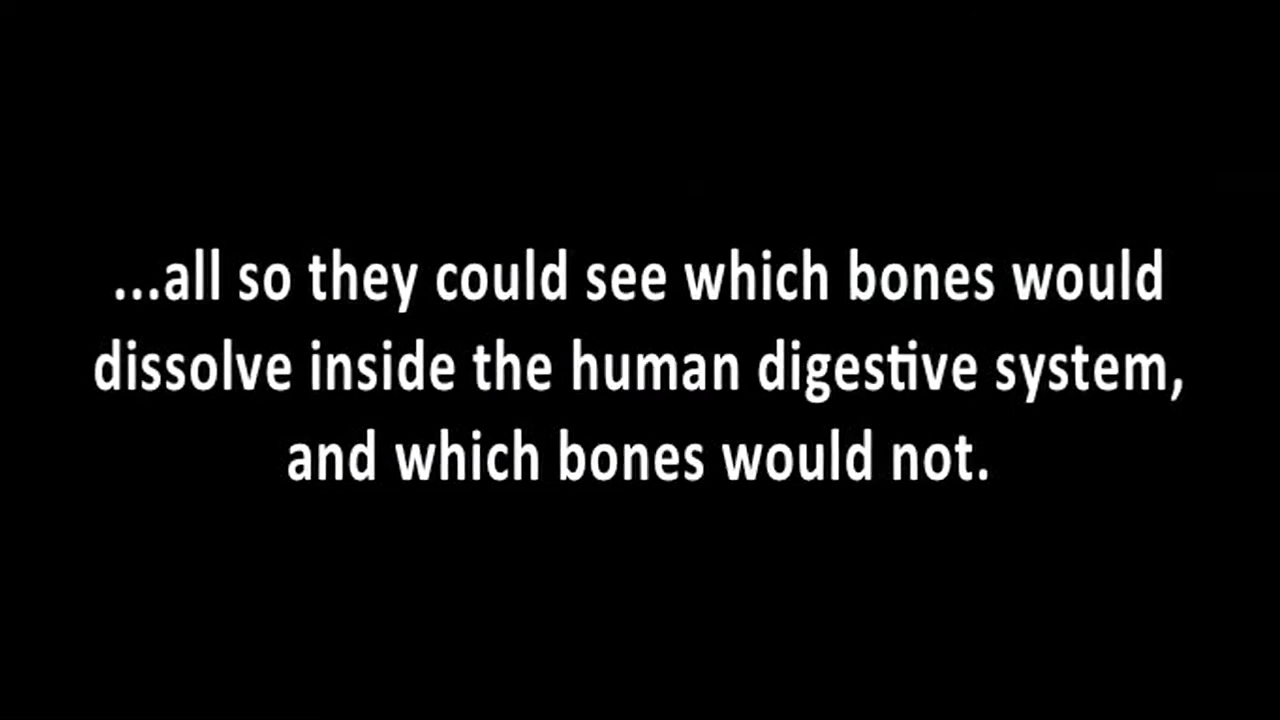 ...all so they could see which bones would
dissolve inside the human digestive system,
and which bones would not.